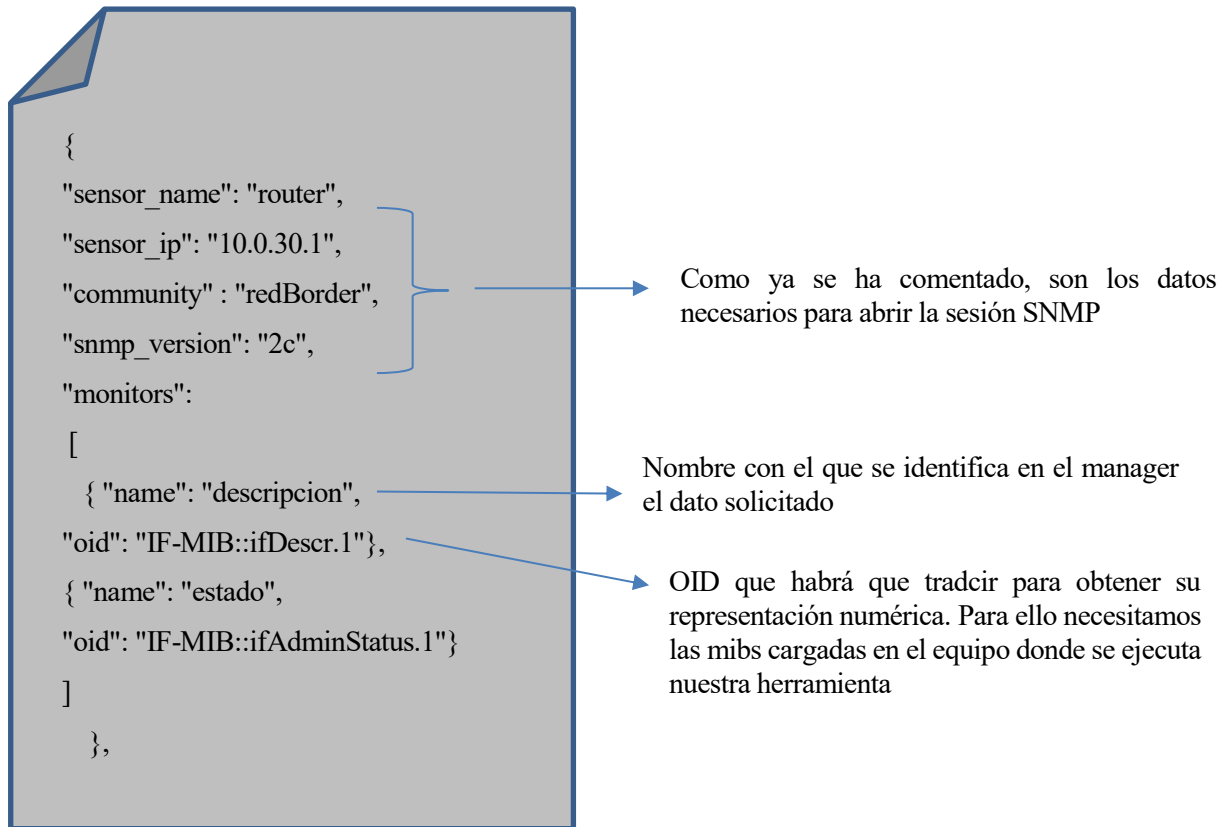 {
"sensor_name": "router",
"sensor_ip": "10.0.30.1",
"community" : "redBorder",
"snmp_version": "2c",
"monitors":
[
{ "name": "descripcion",
"oid": "IF-MIB::ifDescr.1"},
{ "name": "estado",
"oid": "IF-MIB::ifAdminStatus.1"}
]
},
Como ya se ha comentado, son los datos
necesarios para abrir la sesión SNMP
Nombre con el que se identifica en el manager
el dato solicitado
OID que habrá que tradcir para obtener su
representación numérica. Para ello necesitamos
las mibs cargadas en el equipo donde se ejecuta
nuestra herramienta